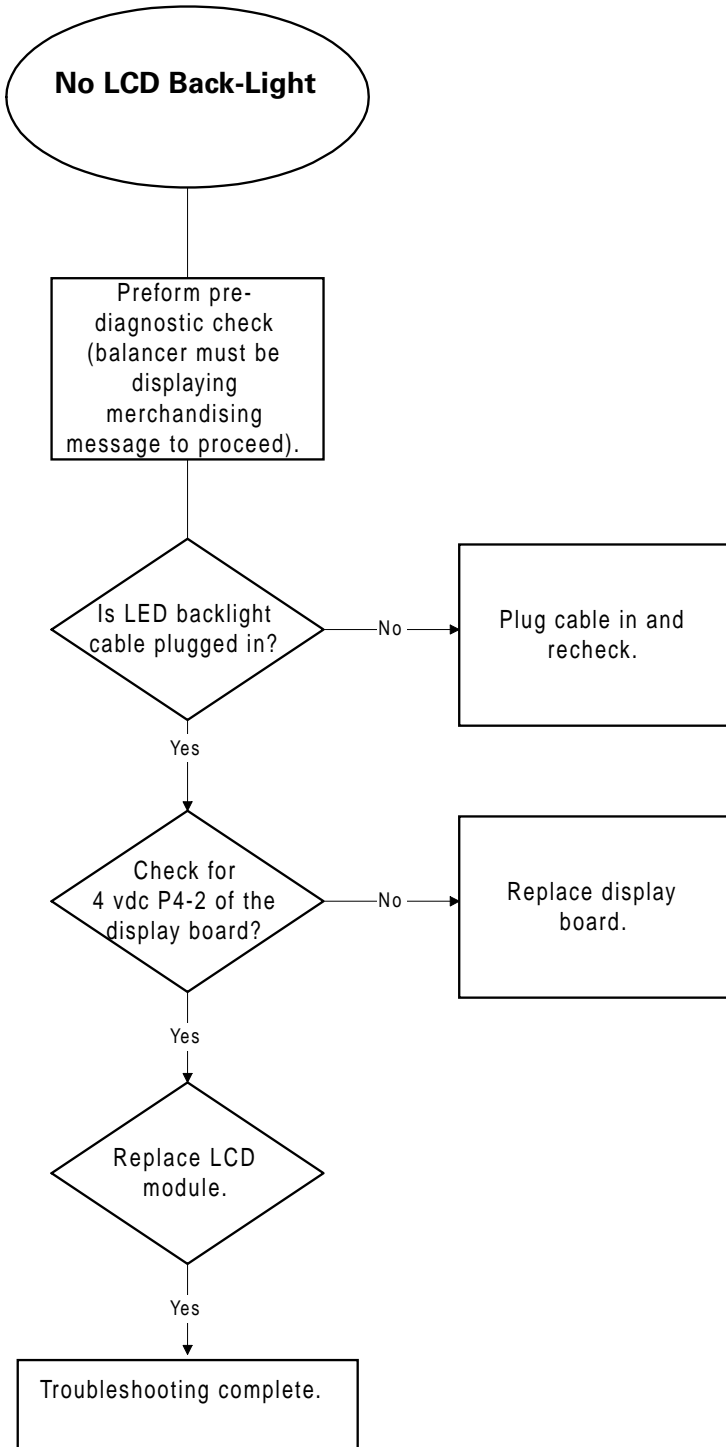 No LCD Back-Light
Preform pre-
diagnostic check
(balancer must be
displaying
merchandising
message to proceed).
Is LED backlight
cable plugged in?
No
Plug cable in and
recheck.
Yes
Check for
4 vdc P4-2 of the
display board?
No
Replace display
board.
Yes
Replace LCD
module.
Yes
Troubleshooting complete.